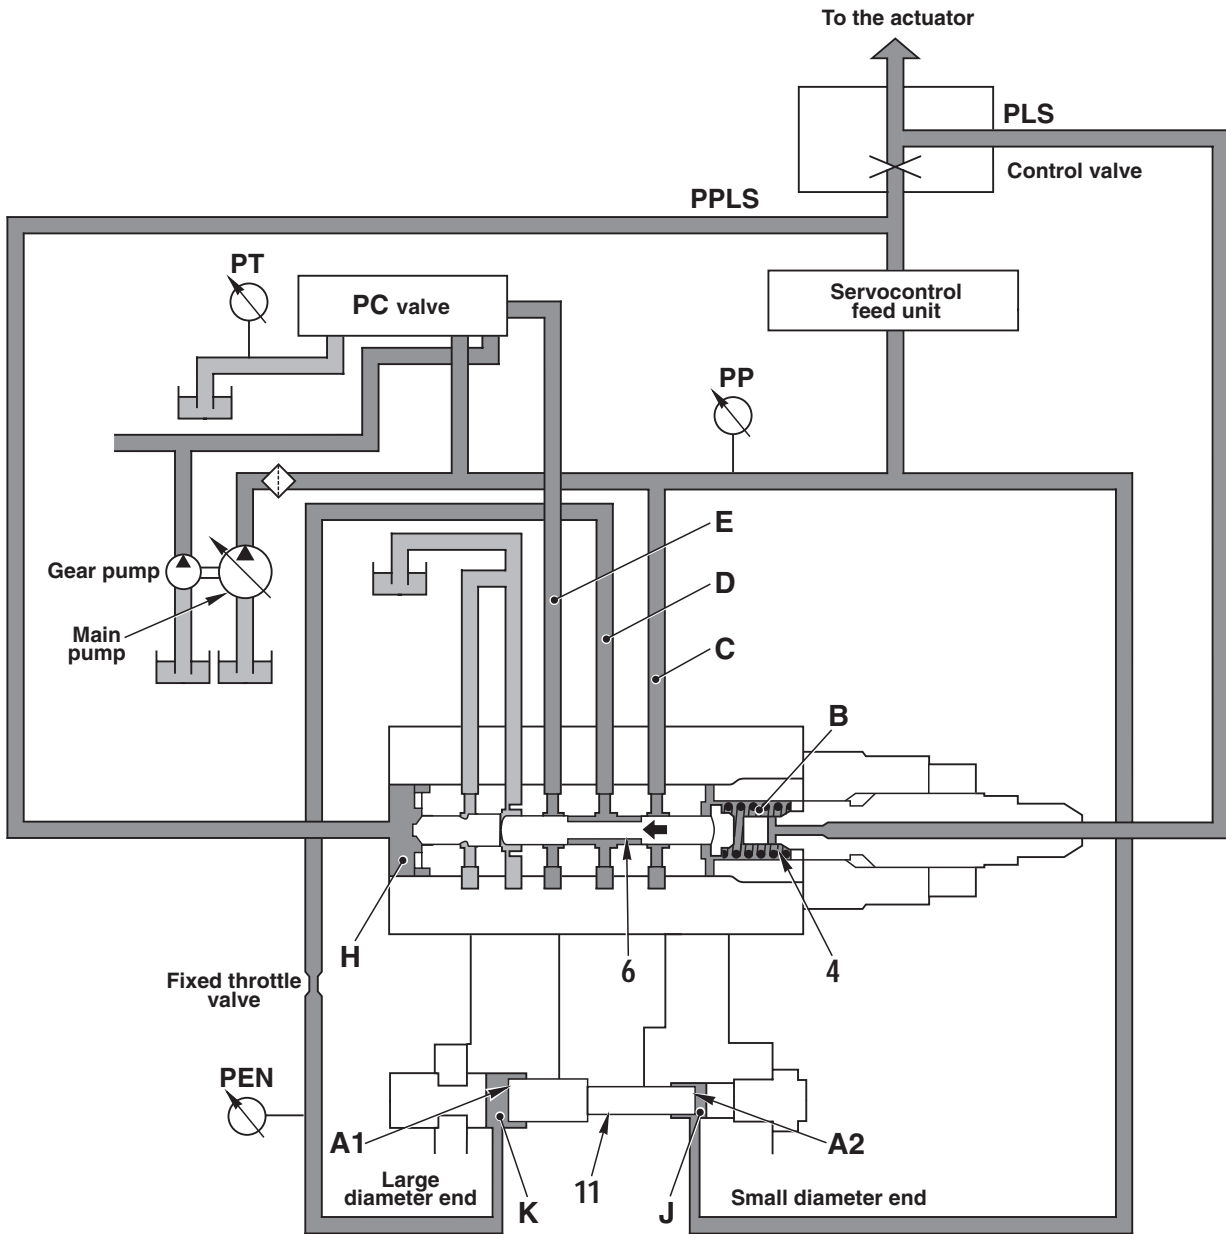 To the actuator
PLS
Control valve
PPLS
PT
PC valve
Servocontrol
feed unit
PP
E
Gear pump
D
Main
pump
C
B
H
6
4
Fixed throttle
valve
PEN
A1
A2
Large
diameter end
K
11
J
Small diameter end